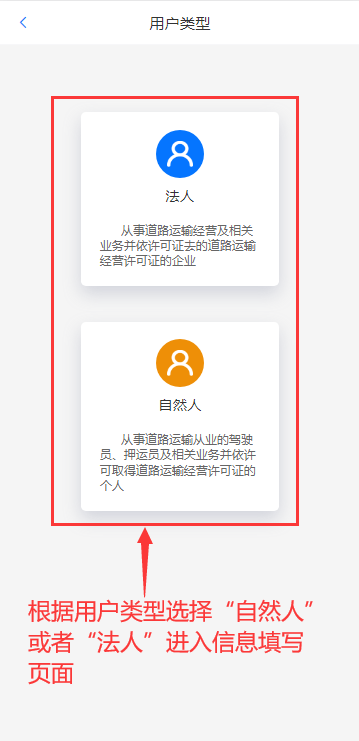 用户类型
法人
从事道路运输经营及相关
业务并依许可证去的道路运输
经营许可证的企业
自然人
从事道路运输从业的驾驶
员、押运员及相关业务并依许
可取得道路运输经营许可证的
个人
根据用户类型选择“自然人”
或者“法人”进入信息填写
页面